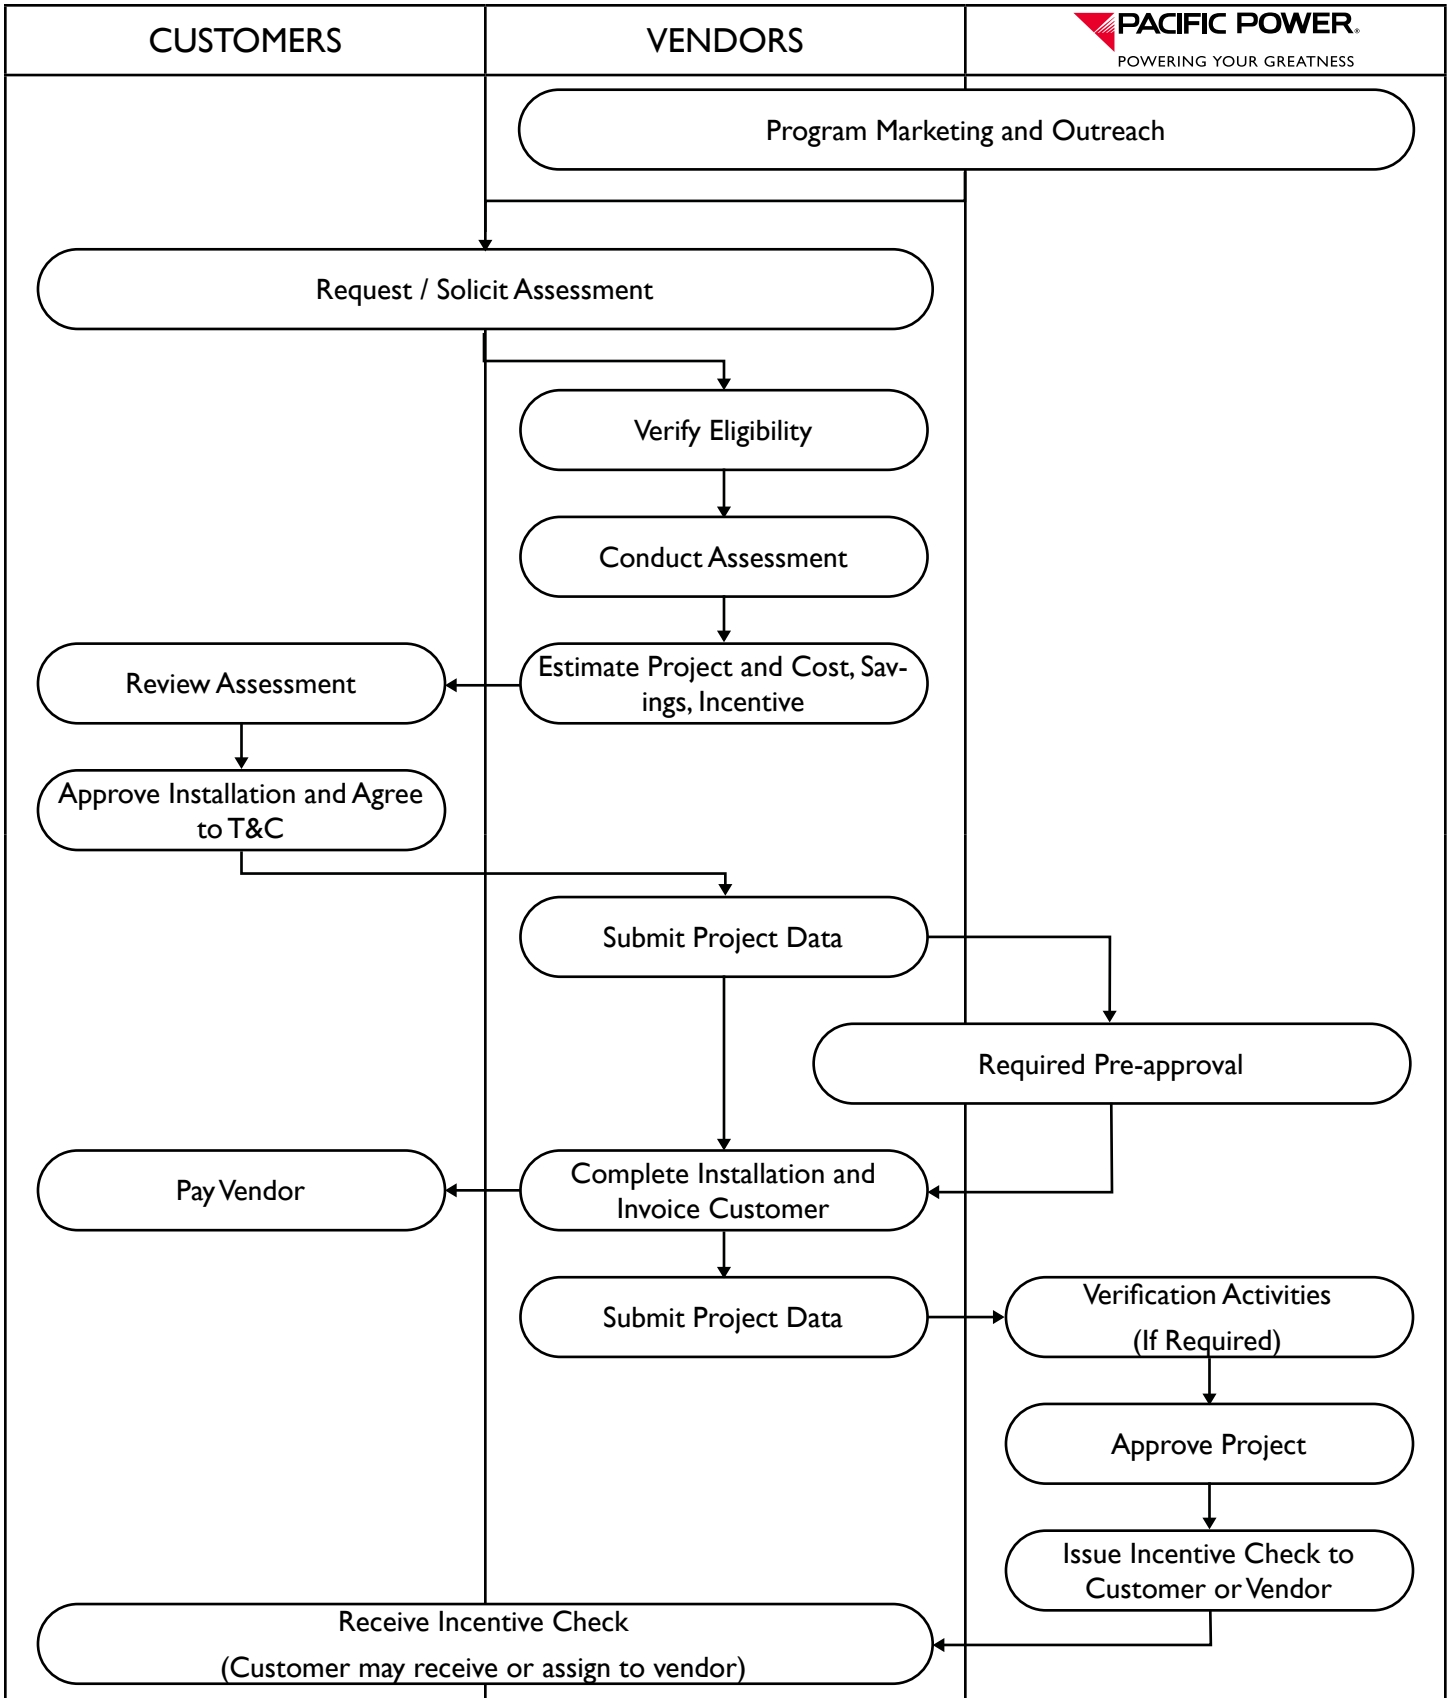 CUSTOMERS
VENDORS
PACIFIC POWER®
POWERING YOUR GREATNESS
Program Marketing and Outreach
Request / Solicit Assessment
Verify Eligibility
Conduct Assessment
Estimate Project and Cost, Sav-
ings, Incentive
Review Assessment
Approve Installation and Agree
to T&C
Submit Project Data
Required Pre-approval
Complete Installation and
Invoice Customer
Pay Vendor
Submit Project Data
Verification Activities
(If Required)
Approve Project
Issue Incentive Check to
Customer or Vendor
Receive Incentive Check
(Customer may receive or assign to vendor)